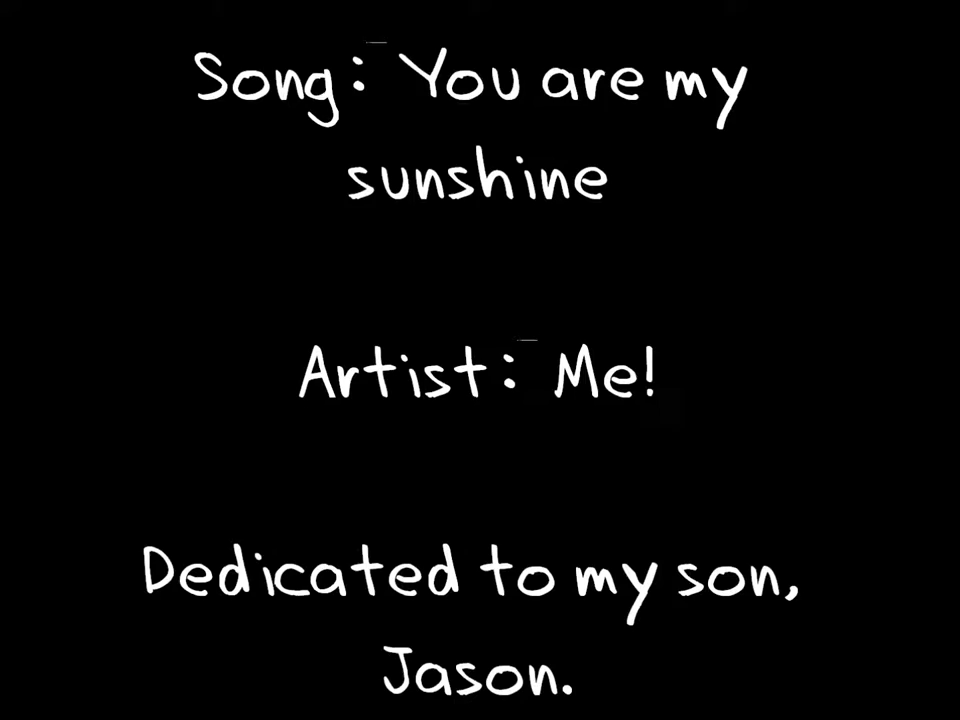 Song: You are my
sunshine
Artist: Me!
Dedicated to my son,
Jason.